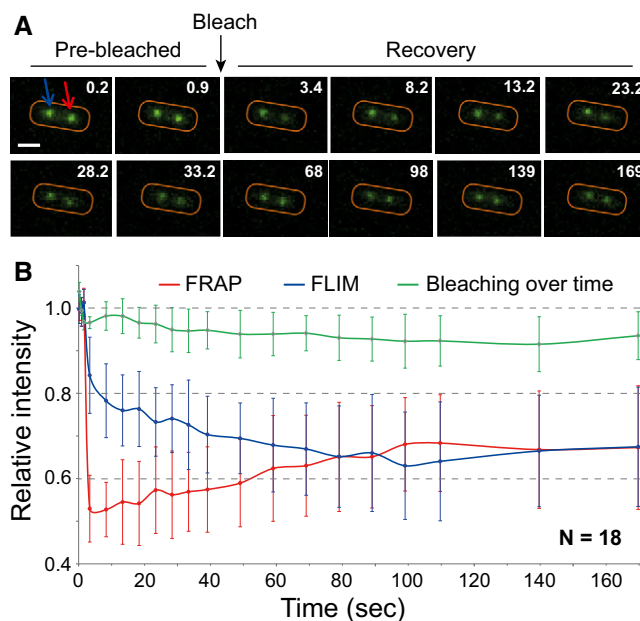 A
Bleach
Pre-bleached
Recovery
0.2
0.9
3.4
8.2
13.2
23.2
28.2
33.2
68
98
139
169
B
FRAP
FLIM
Bleaching over time
Relative intensity
1.0
0.8
0.6
0.4
N = 18
0
20
40
60
80
100
120
140
160
Time (sec)